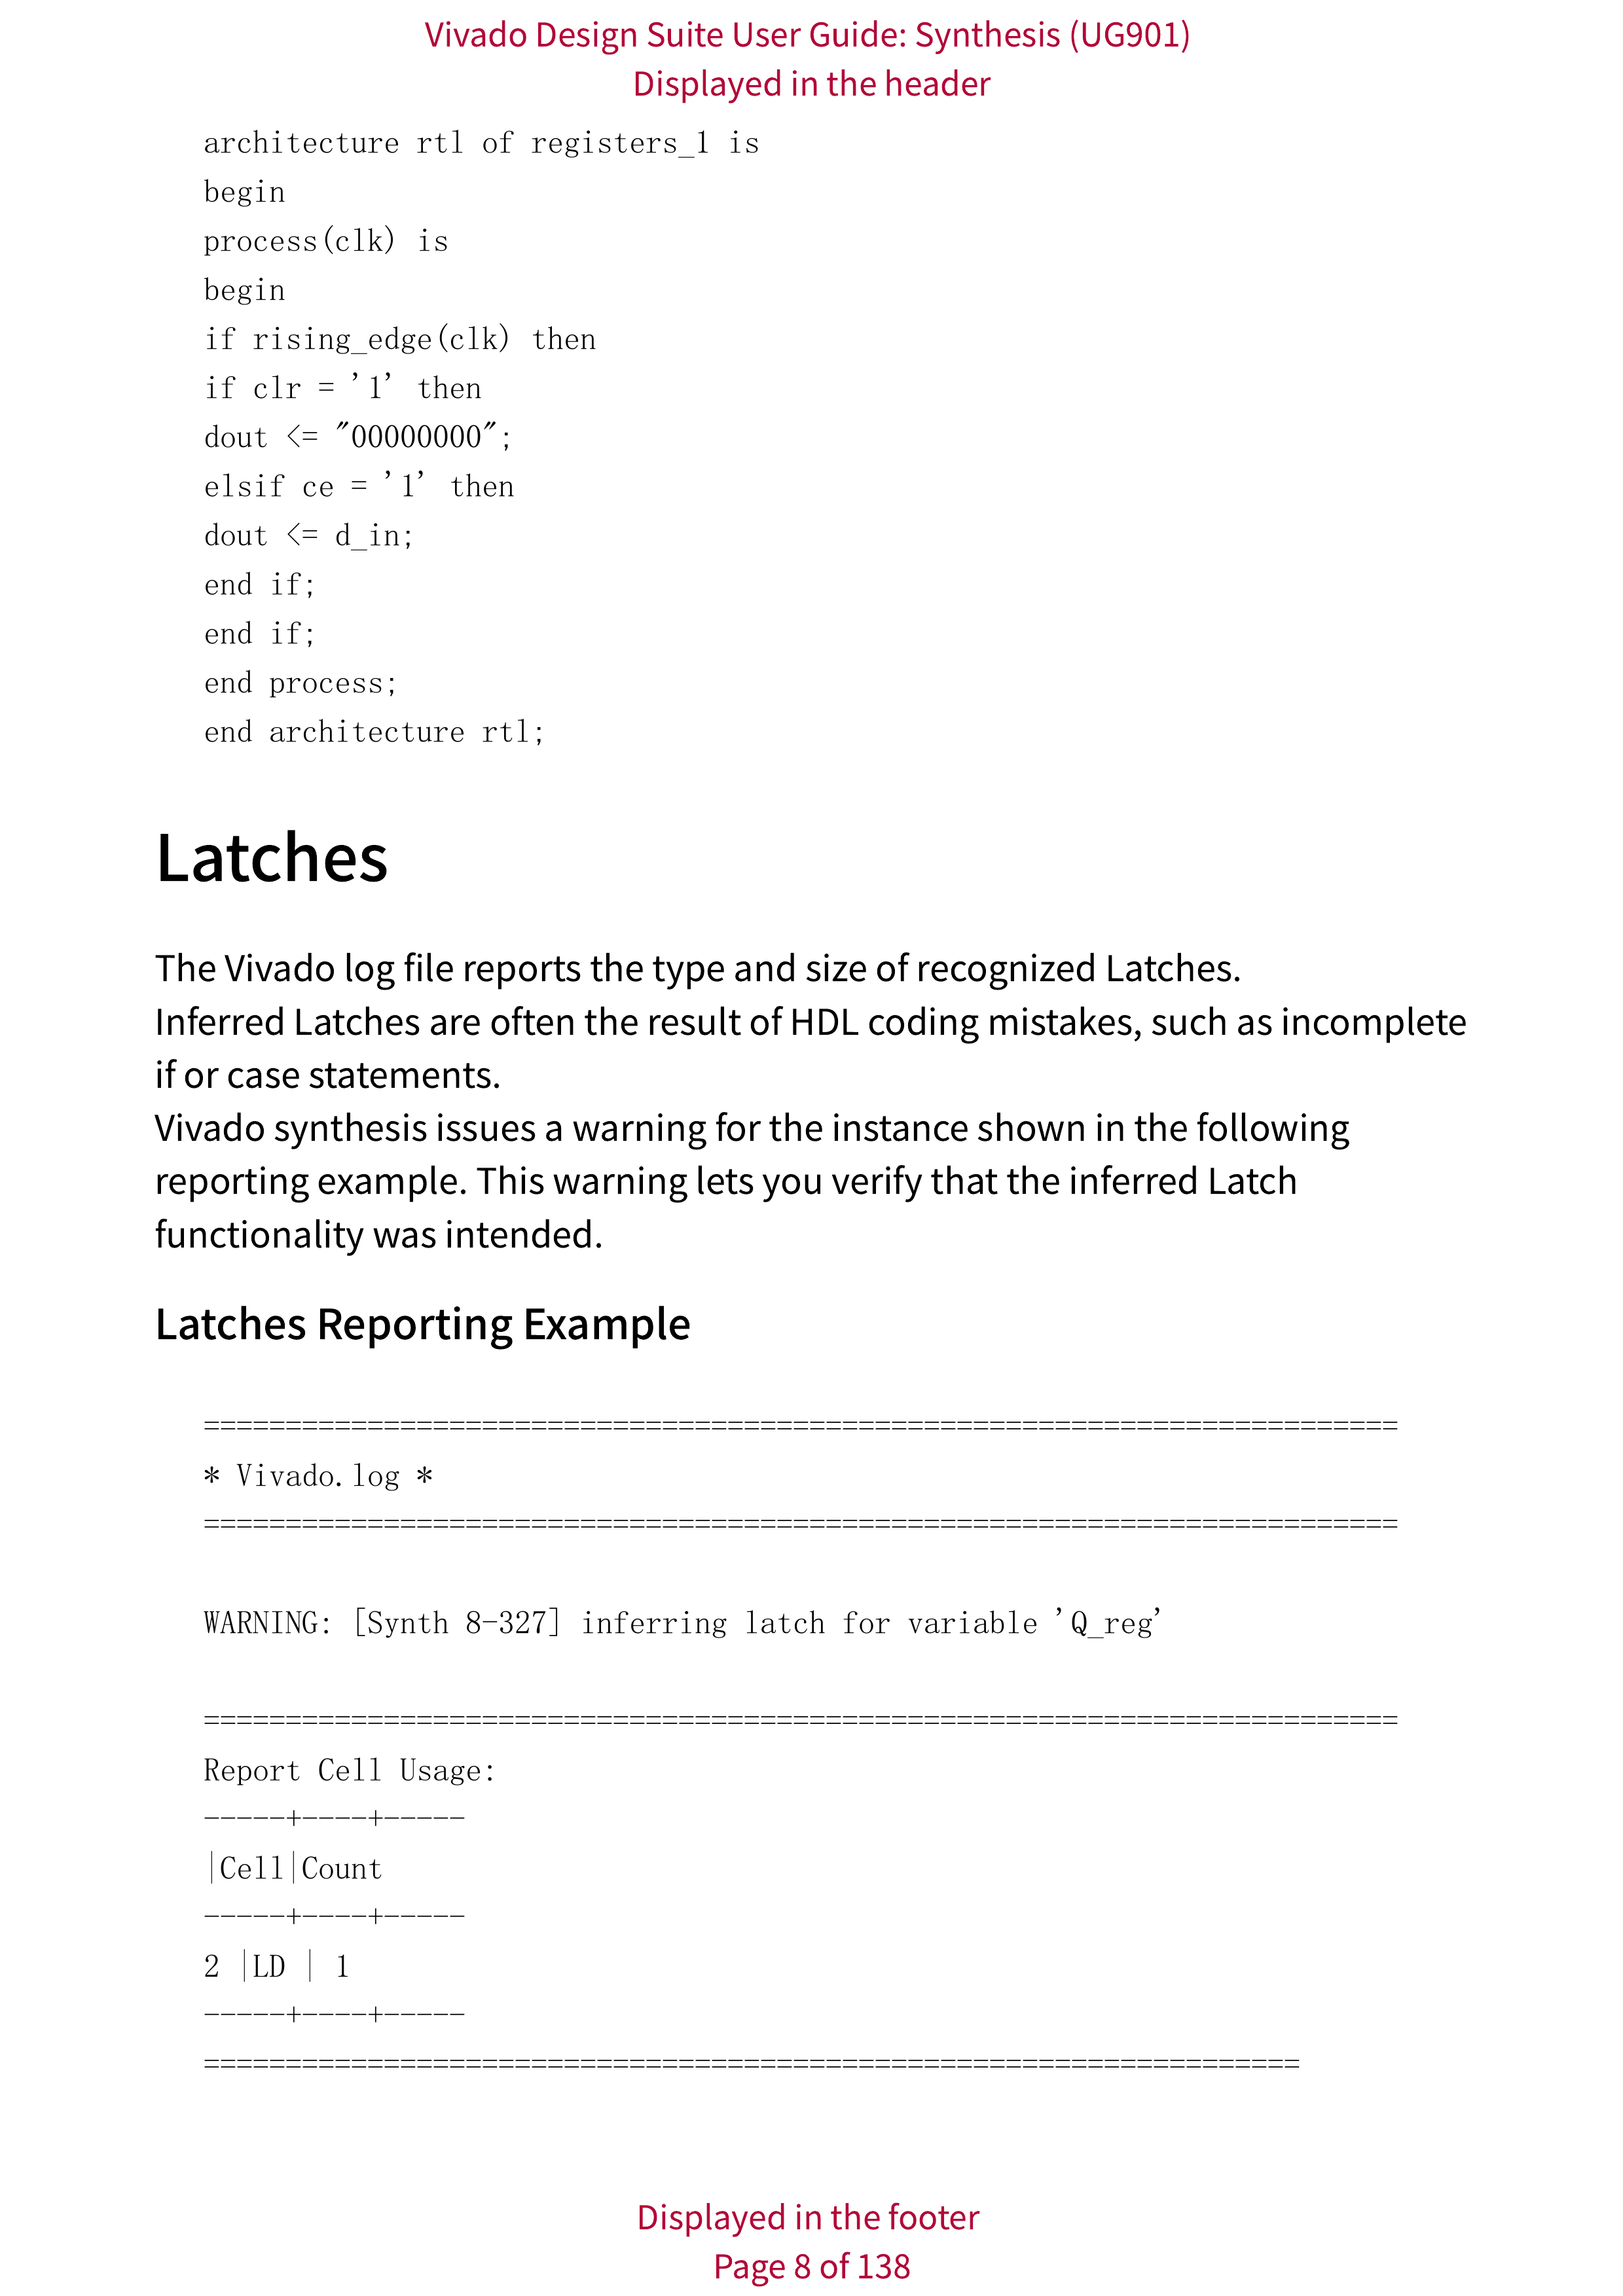 Vivado Design Suite User Guide: Synthesis (UG901)
Displayed in the header
architecture rtl of registers_1 is
begin
process(clk) is
begin
if rising_edge(clk) then
if clr = '1' then
dout <= "00000000";
elsif ce = '1' then
dout <= d_in;
end if;
end if;
end process;
end architecture rtl;
Latches
The Vivado log file reports the type and size of recognized Latches.
Inferred Latches are often the result of HDL coding mistakes, such as incomplete
if or case statements.
Vivado synthesis issues a warning for the instance shown in the following
reporting example. This warning lets you verify that the inferred Latch
functionality was intended.
Latches Reporting Example
=========================================================================
* Vivado.log *
=========================================================================
WARNING: [Synth 8-327] inferring latch for variable 'Q_reg'
=========================================================================
Report Cell Usage:
-----+----+-----
|Cell|Count
-----+----+-----
2 |LD | 1
-----+----+-----
===================================================================
Displayed in the footer
Page 8 of 138